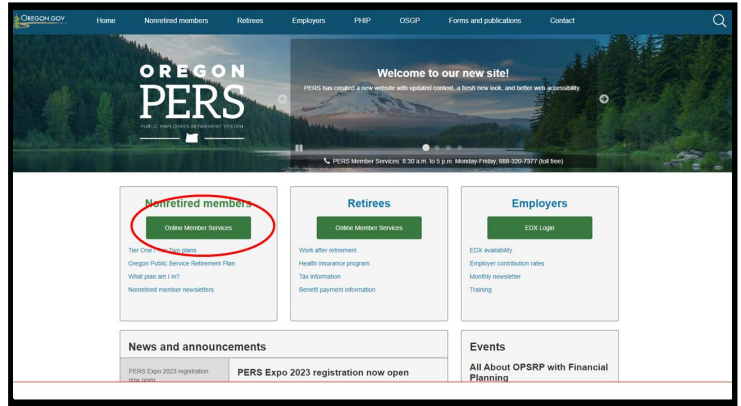 OREGON.GOV
Home Nonretired members Retirees Employers PHIP OSGP Forms and publications Contact
OREGON
PERS
PUBLIC EMPLOYEES RETIREMENT SYSTEM
Welcome to our new site!
PERS has created a new website with updated content, a fresh new look, and better web accessibility.
PERS Member Services: 8:30 a.m. to 5 p.m. Monday-Friday, 888-320-7377 (toll free)
Nonretired members
Online Member Services
Tier One / Tier Two plans
Oregon Public Service Retirement Plan
What plan am I in?
Nonretired member newsletters
Retirees
Online Member Services
Work after retirement
Health insurance program
Tax information
Benefit payment information
Employers
EDX Login
EDX availability
Employer contribution rates
Monthly newsletter
Training
News and announcements
PERS Expo 2023 registration
now open
PERS Expo 2023 registration now open
Events
All About OPSRP with Financial
Planning